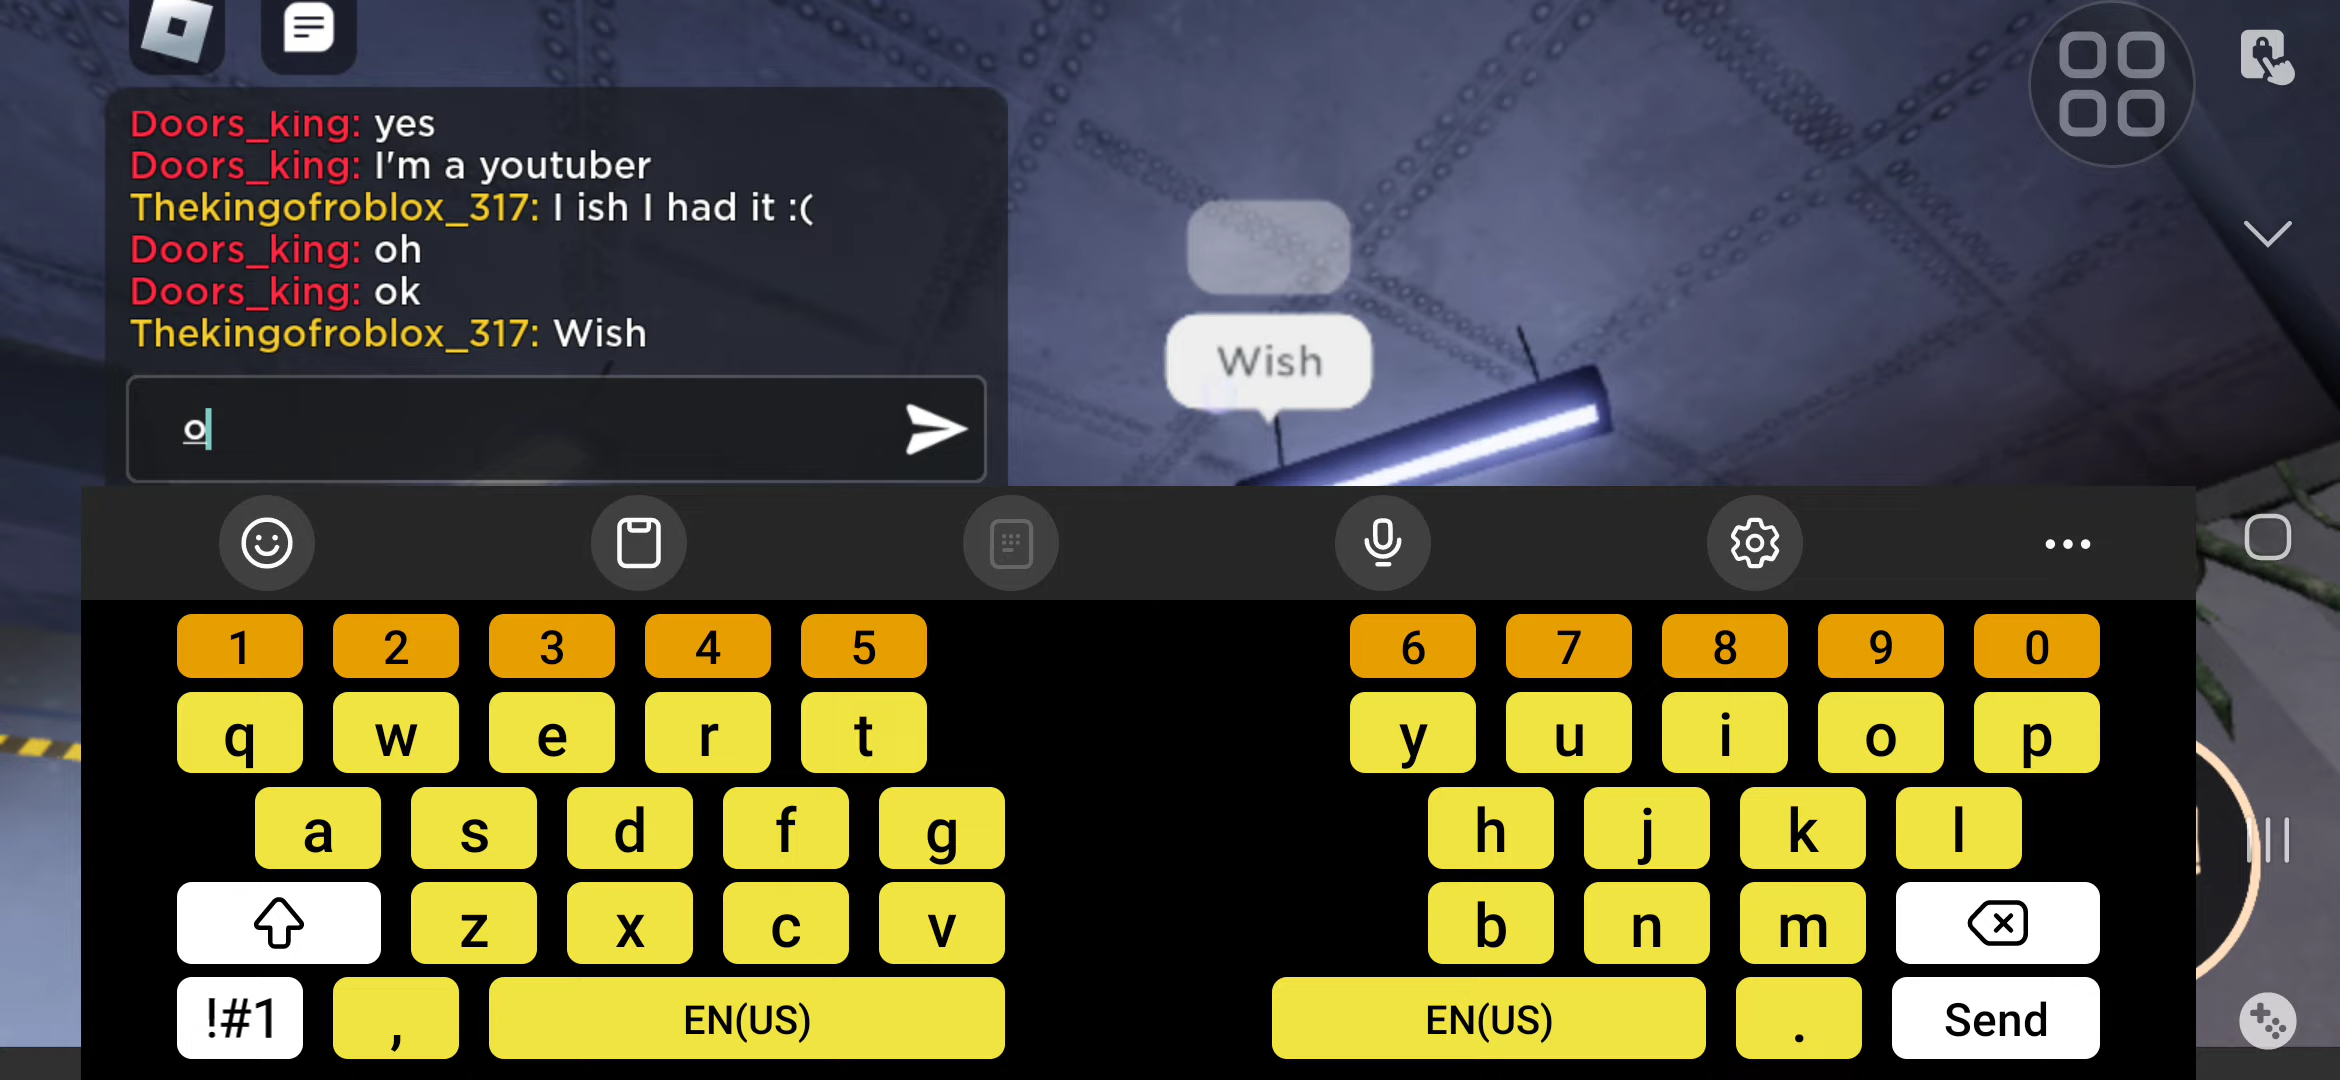 Doors_king: yes
Doors_king: I'm a youtuber
Thekingofroblox_317: I ish I had it :(
Doors_king: oh
Doors_king: ok
Thekingofroblox_317: Wish
Wish
o
1 2 3 4 5 6 7 8 9 0
q w e r t y u i o p
a s d f g h j k l
z x c v b n m
!#1 , EN(US) EN(US) . Send